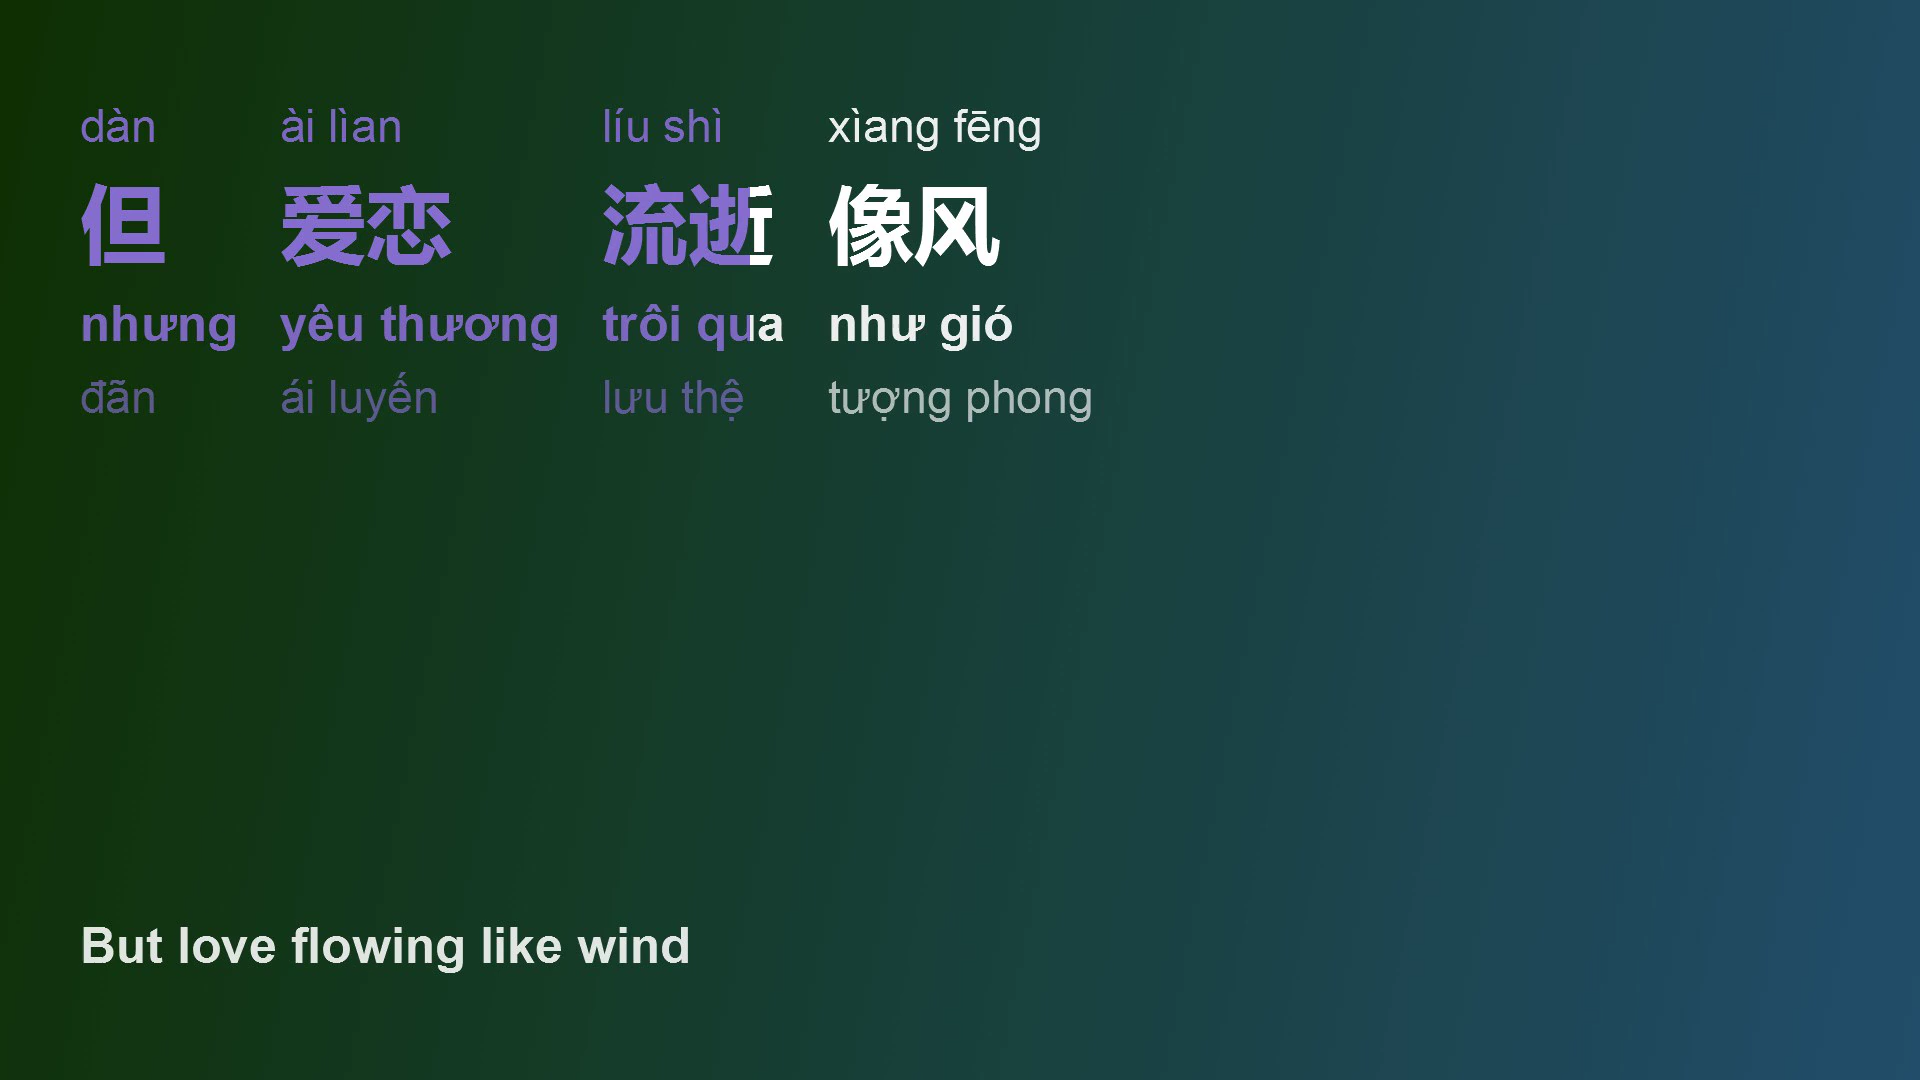 dàn ài lìan líu shì xìang fēng
但 爱恋 流逝 像风
nhưng yêu thương trôi qua như gió
đãn ái luyến lưu thệ tượng phong
But love flowing like wind